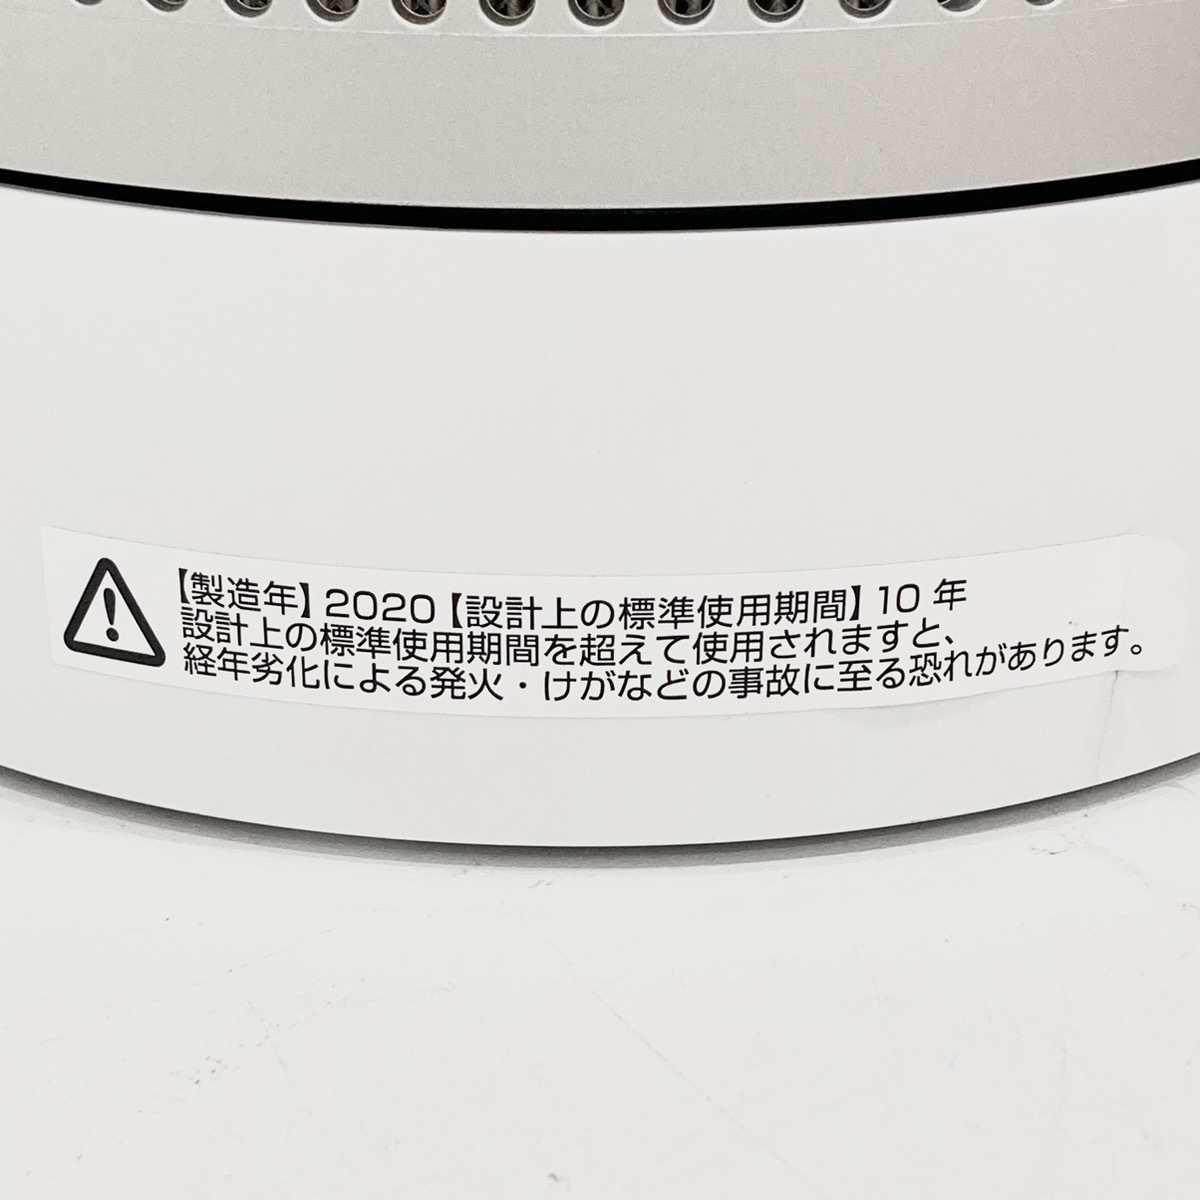 【製造年】2020【設計上の標準使用期間】10 年
設計上の標準使用期間を超えて使用されますと、
経年劣化による発火・けがなどの事故に至る恐れがあります。